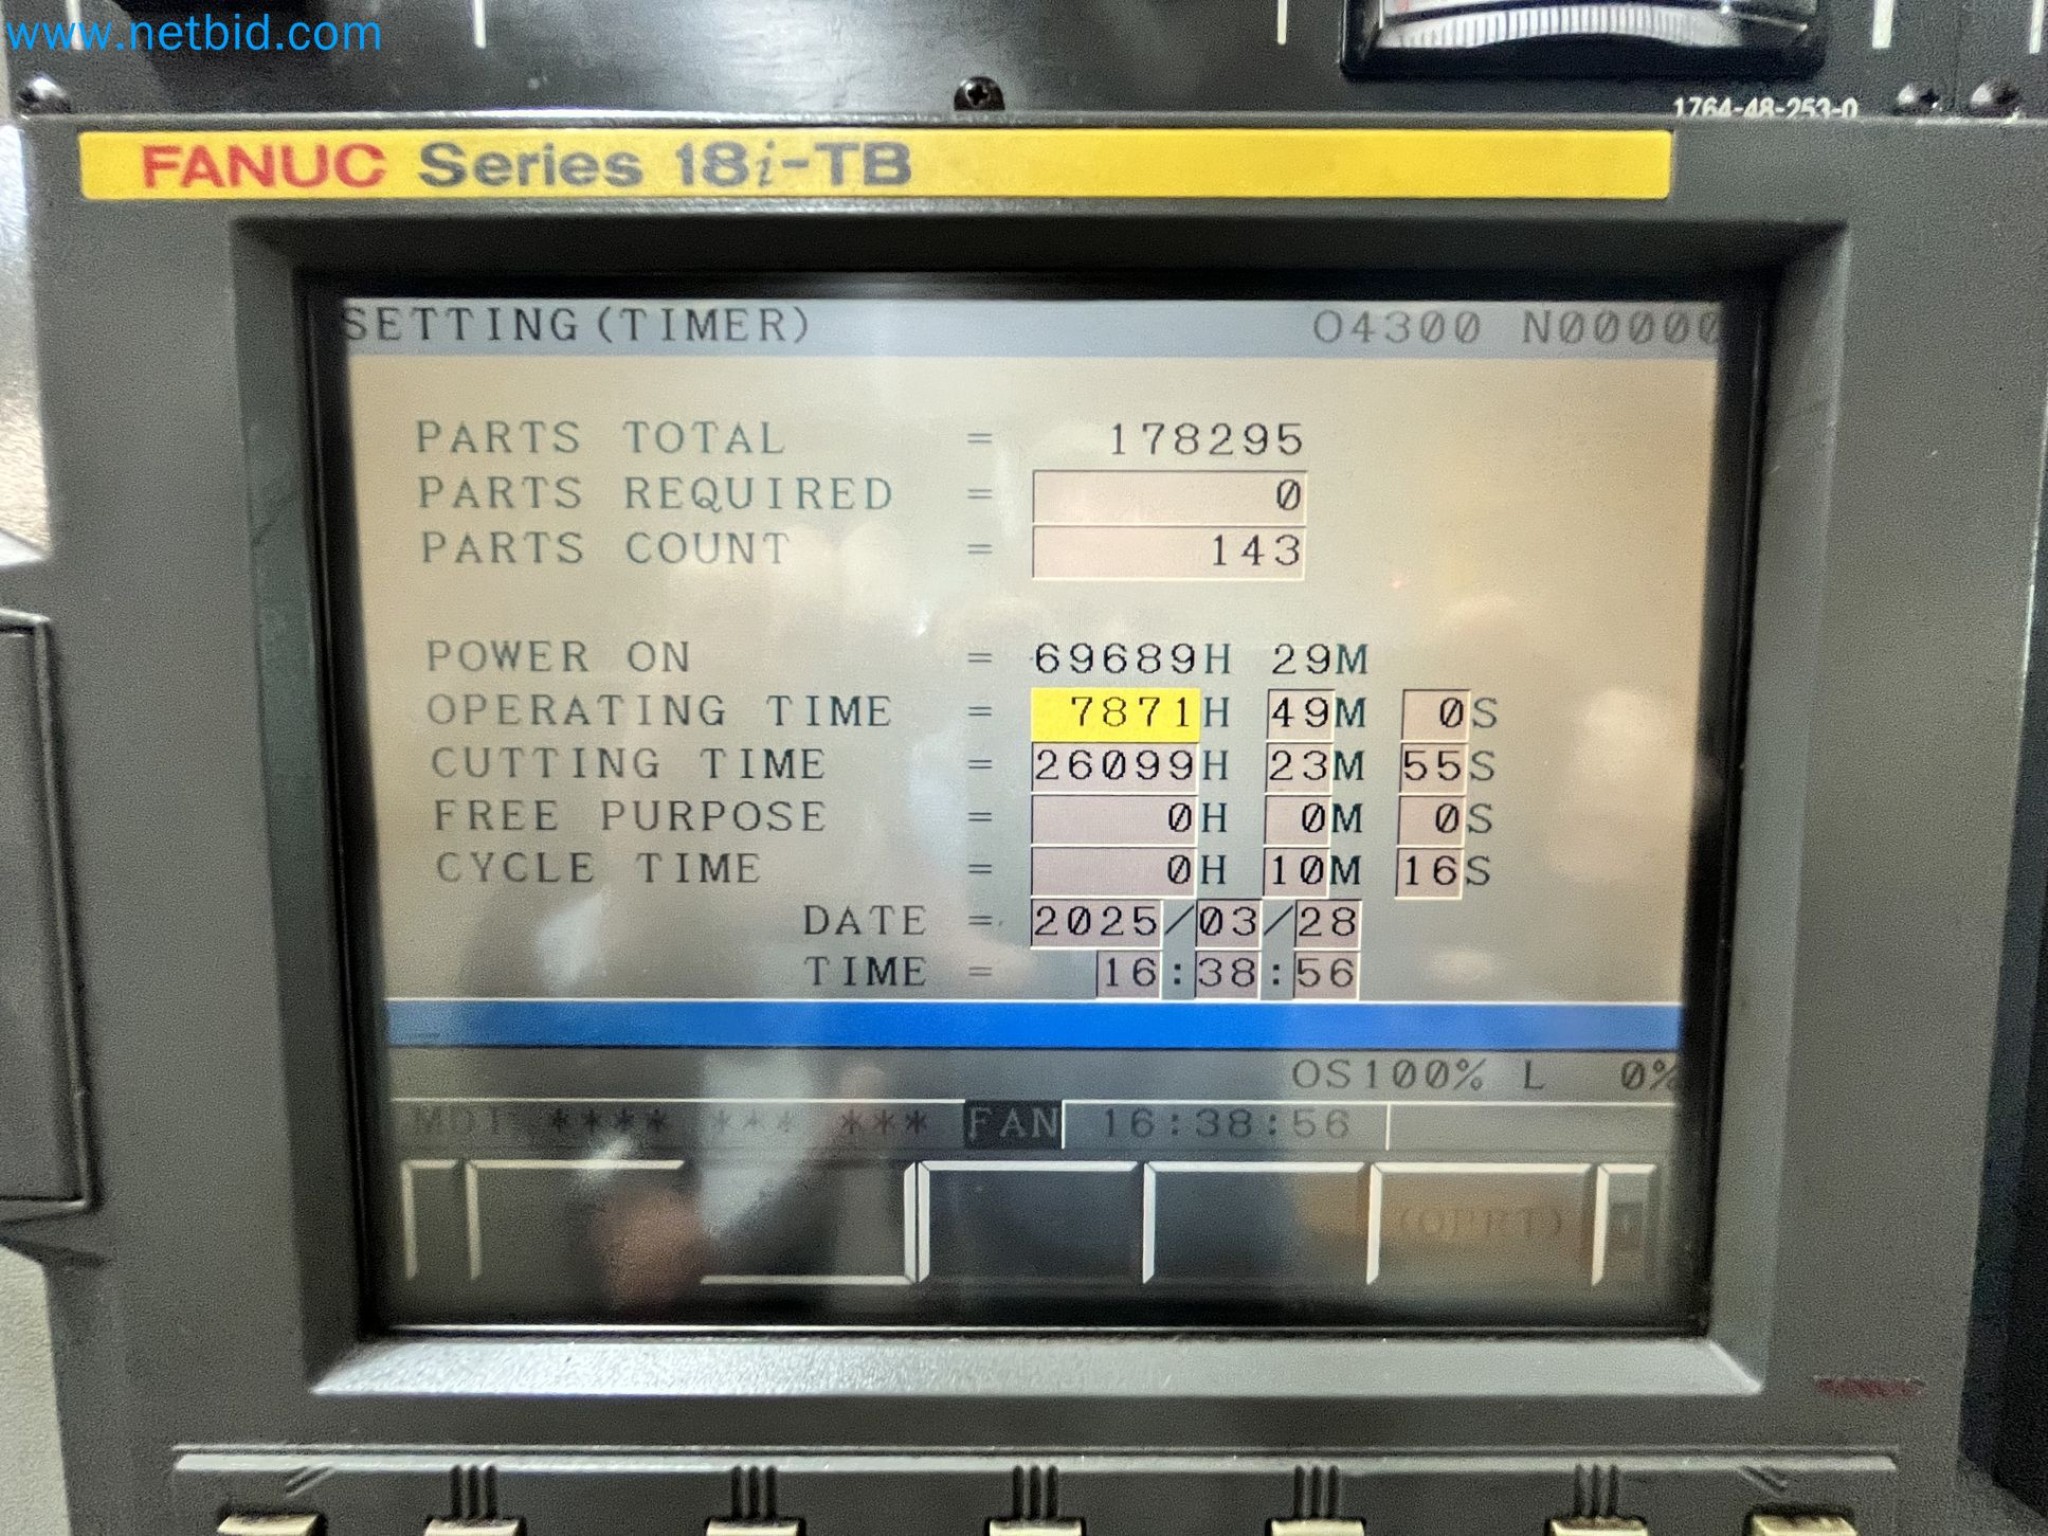 www.netbid.com
1764-48-253-0
FANUC Series 18i-TB
SETTING(TIMER) O4300 N00000
PARTS TOTAL = 178295
PARTS REQUIRED = 0
PARTS COUNT = 143
POWER ON = 69689H 29M
OPERATING TIME = 7871H 49M 0S
CUTTING TIME = 26099H 23M 55S
FREE PURPOSE = 0H 0M 0S
CYCLE TIME = 0H 10M 16S
DATE = 2025/03/28
TIME = 16:38:56
OS100% L 0%
MDI **** *** *** FAN 16:38:56
(OPRT)